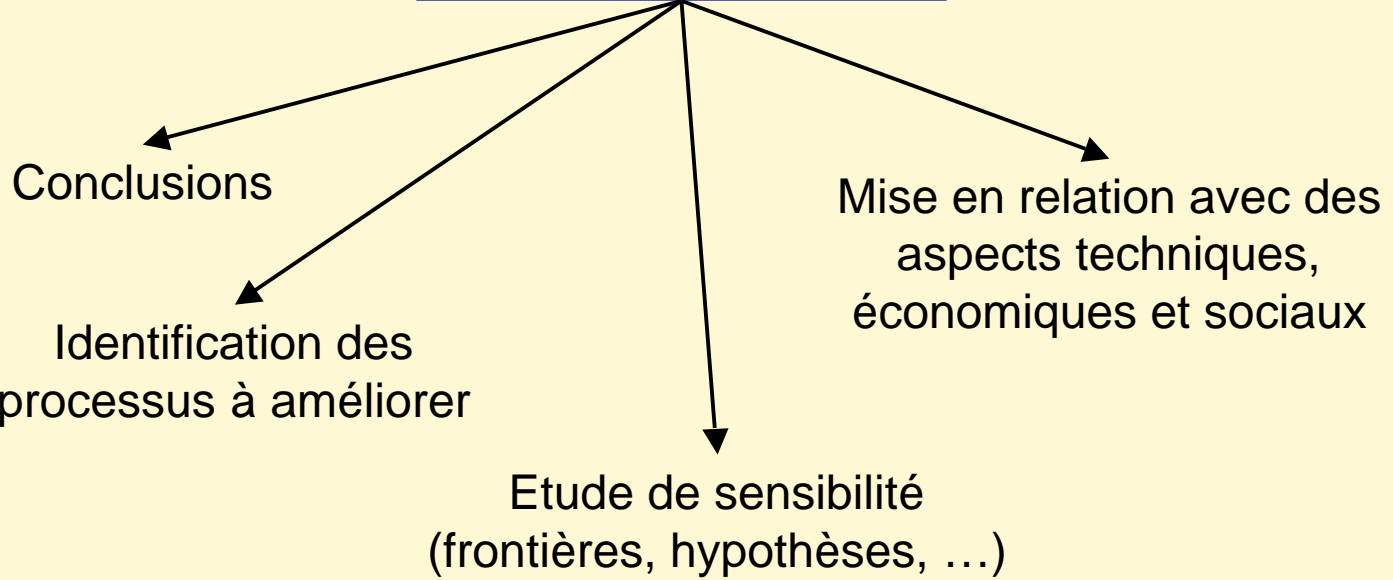 Conclusions
Mise en relation avec des
aspects techniques,
économiques et sociaux
Identification des
processus à améliorer
Etude de sensibilité
(frontières, hypothèses, …)